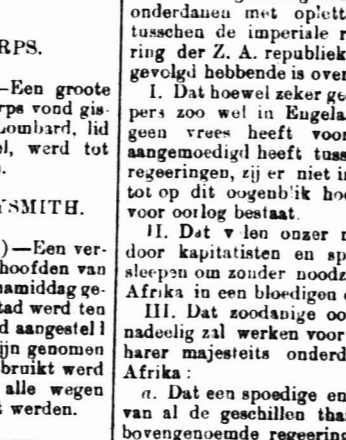 RPS.
—Een groote
rps vond gis-
Lombard, lid
el, werd tot
YSMITH.
)—Een ver-
hoofden van
namiddag ge-
tad werd ten
d aangestel l
ijn genomen
bruikt werd
alle wegen
t werden.
onderdanen met oplett
tusschen de imperiale r
ring der Z. A. republiek
gevolgd hebbende is over
I. Dat hoewel zeker ge
pers zoo wel in Engela
geen vrees heeft voor
aangemoedigd heeft tuss
regeeringen, zij er niet i
tot op dit oogenblik hoe
voor oorlog bestaat.
II. Dat v len onzer
door kapitatisten en sp
sleepen om zonder noodz
Afrika in een bloedigen
III. Dat zoodanige oo
nadeelig zal werken voor
harer majesteits onderd
Afrika :
a. Dat een spoedige en
van al de geschillen tha
bovengenoemde regeering